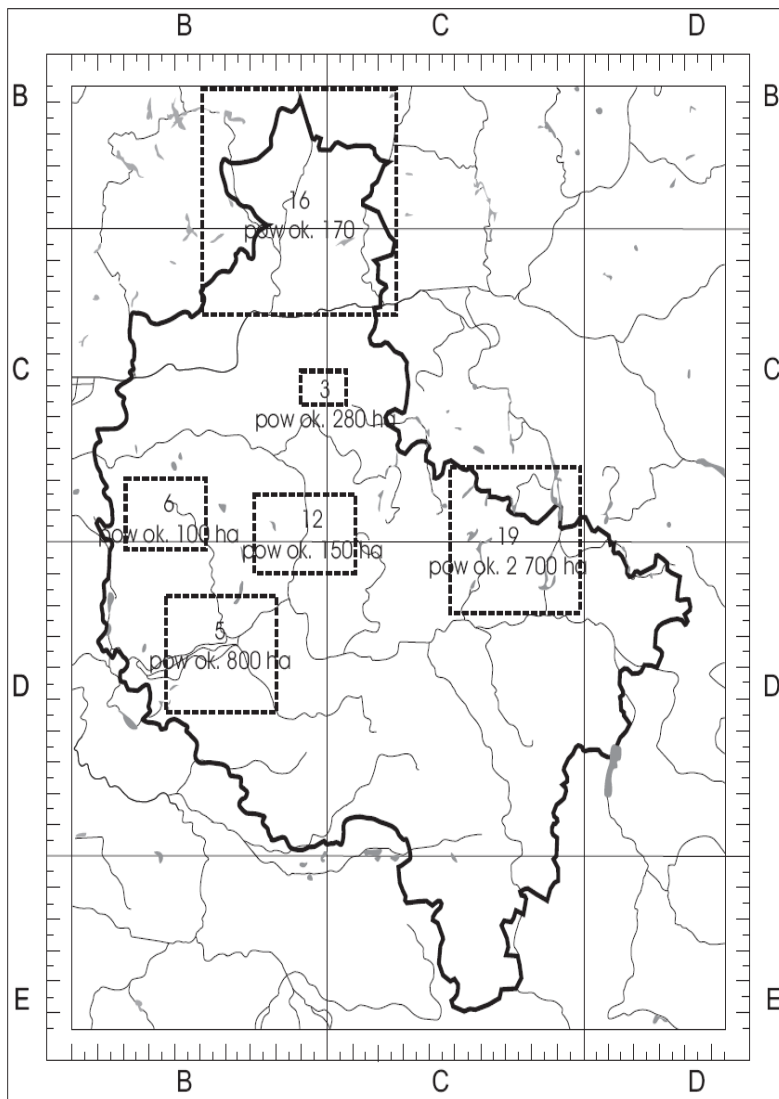 B C D
B B
16
pow ok. 170
C C
3
pow ok. 280 ha
6
pow ok. 100 ha
12
pow ok. 150 ha
19
pow ok. 2 700 ha
5
pow ok. 800 ha
D D
E E
B C D